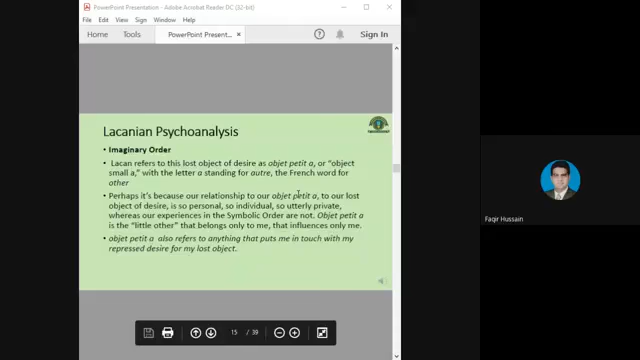 PowerPoint Presentation - Adobe Acrobat Reader DC (32-bit)
File Edit View Sign Window Help
Home Tools PowerPoint Present... × Sign In
Lacanian Psychoanalysis
• Imaginary Order
• Lacan refers to this lost object of desire as objet petit a, or “object
small a,” with the letter a standing for autre, the French word for
other
• Perhaps it’s because our relationship to our objet petit a, to our lost
object of desire, is so personal, so individual, so utterly private,
whereas our experiences in the Symbolic Order are not. Objet petit a
is the “little other” that belongs only to me, that influences only me.
• objet petit a also refers to anything that puts me in touch with my
repressed desire for my lost object.
15 / 39
Faqir Hussain